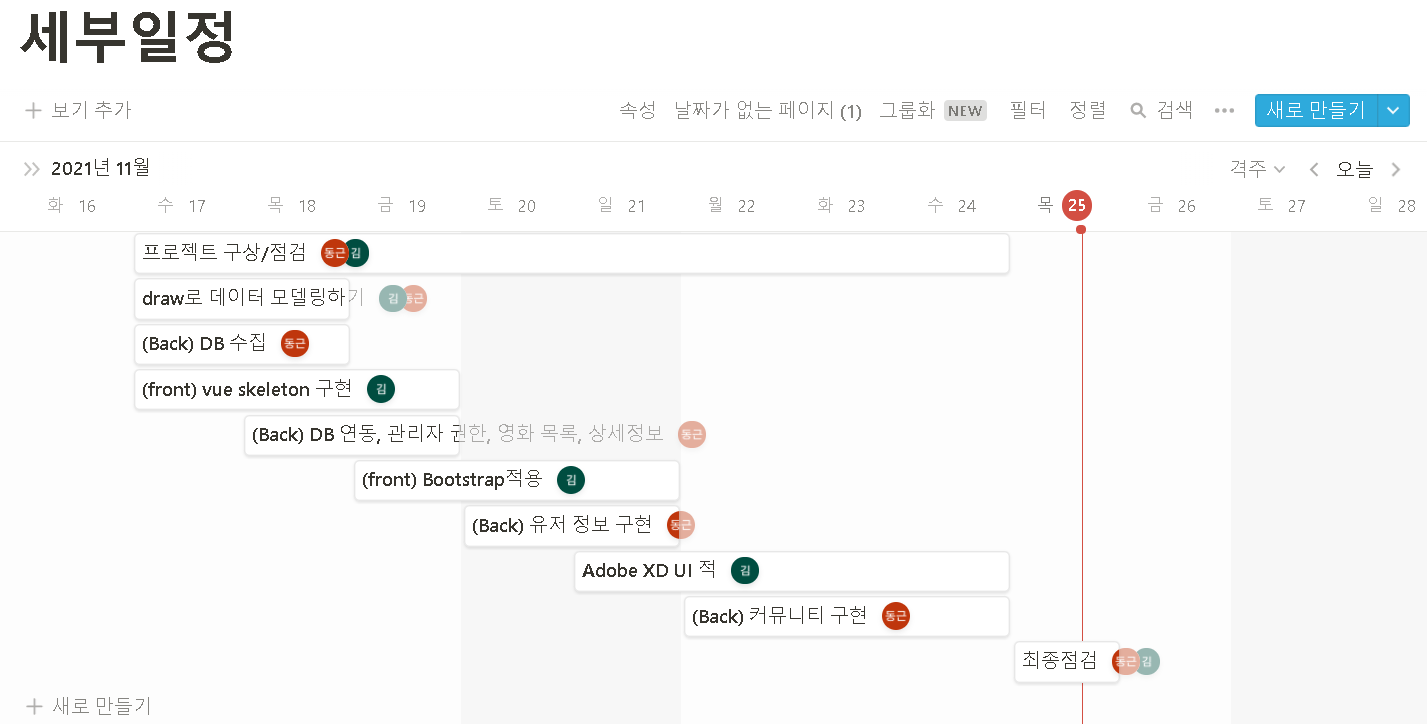 세부일정
보기 추가 속성 날짜가 없는 페이지 (1) 그룹화 NEW 필터 정렬 검색 ••• 새로 만들기
2021년 11월 격주 오늘
화 16 수 17 목 18 금 19 토 20 일 21 월 22 화 23 수 24 목 25 금 26 토 27 일 28
프로젝트 구상/점검 동근 김
draw로 데이터 모델링하기 김 동근
(Back) DB 수집 동근
(front) vue skeleton 구현 김
(Back) DB 연동, 관리자 권한, 영화 목록, 상세정보 동근
(front) Bootstrap적용 김
(Back) 유저 정보 구현 동근
Adobe XD UI 적 김
(Back) 커뮤니티 구현 동근
최종점검 동근 김
새로 만들기